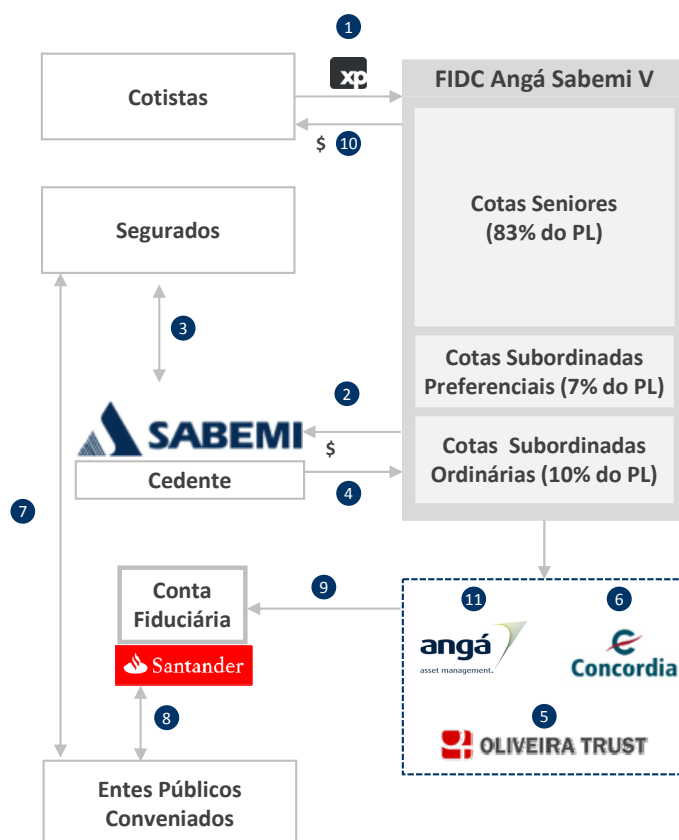 1
xp
Cotistas
$ 10
FIDC Angá Sabemi V
Cotas Seniores
(83% do PL)
Segurados
3
Cotas Subordinadas
Preferenciais (7% do PL)
2
SABEMI
$
Cedente
4
Cotas Subordinadas
Ordinárias (10% do PL)
7
Conta
Fiduciária
Santander
9
11
6
angá
asset management.
Concordia
5
OLIVEIRA TRUST
8
Entes Públicos
Conveniados